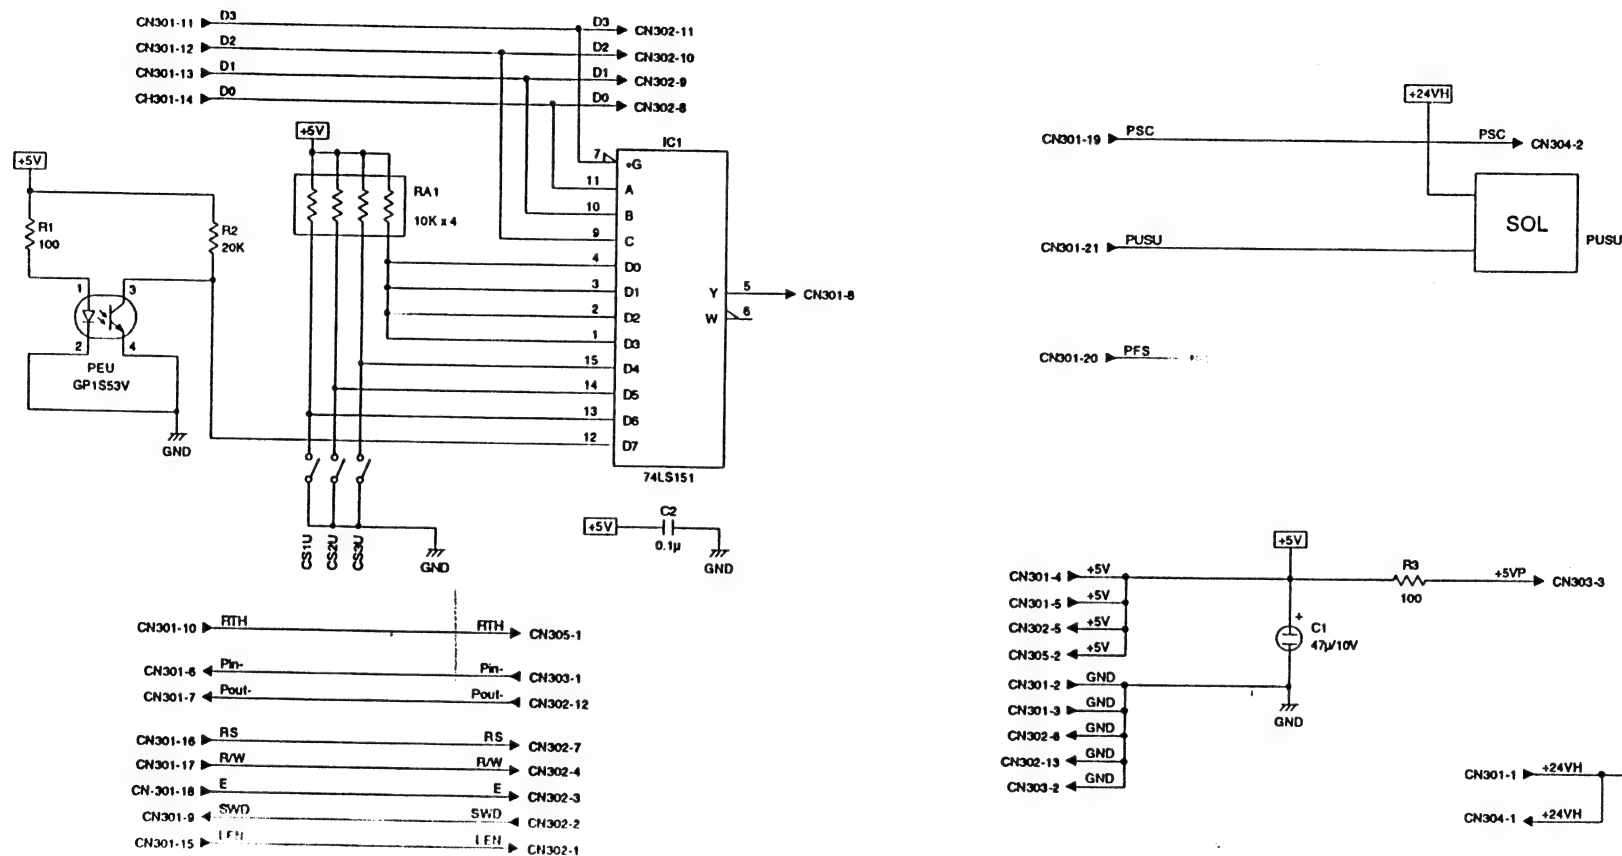 CN301-11 D3 D3 CN302-11
CN301-12 D2 D2 CN302-10
CN301-13 D1 D1 CN302-9
CH301-14 D0 D0 CN302-8
+5V
+5V
R1
100
R2
20K
1 3
2 4
PEU
GP1S53V
GND
RA1
10K x 4
IC1
7 +G
11 A
10 B
9 C
4 D0
3 D1
2 D2
1 D3
15 D4
14 D5
13 D6
12 D7
Y 5 CN301-8
W 6
74LS151
CS1U
CS2U
CS3U
GND
+5V
C2
0.1µ
GND
CN301-10 RTH RTH CN305-1
CN301-6 Pin- Pin- CN303-1
CN301-7 Pout- Pout- CN302-12
CN301-16 RS RS CN302-7
CN301-17 R/W R/W CN302-4
CN-301-18 E E CN302-3
CN301-9 SWD SWD CN302-2
CN301-15 LEN LEN CN302-1
+24VH
CN301-19 PSC PSC CN304-2
SOL
CN301-21 PUSU PUSU
CN301-20 PFS
+5V
CN301-4 +5V
R3
100
+5VP CN303-3
CN301-5 +5V
CN302-5 +5V
CN305-2 +5V
+
C1
47µ/10V
CN301-2 GND
CN301-3 GND
CN302-6 GND
CN302-13 GND
CN303-2 GND
GND
CN301-1 +24VH
CN304-1 +24VH